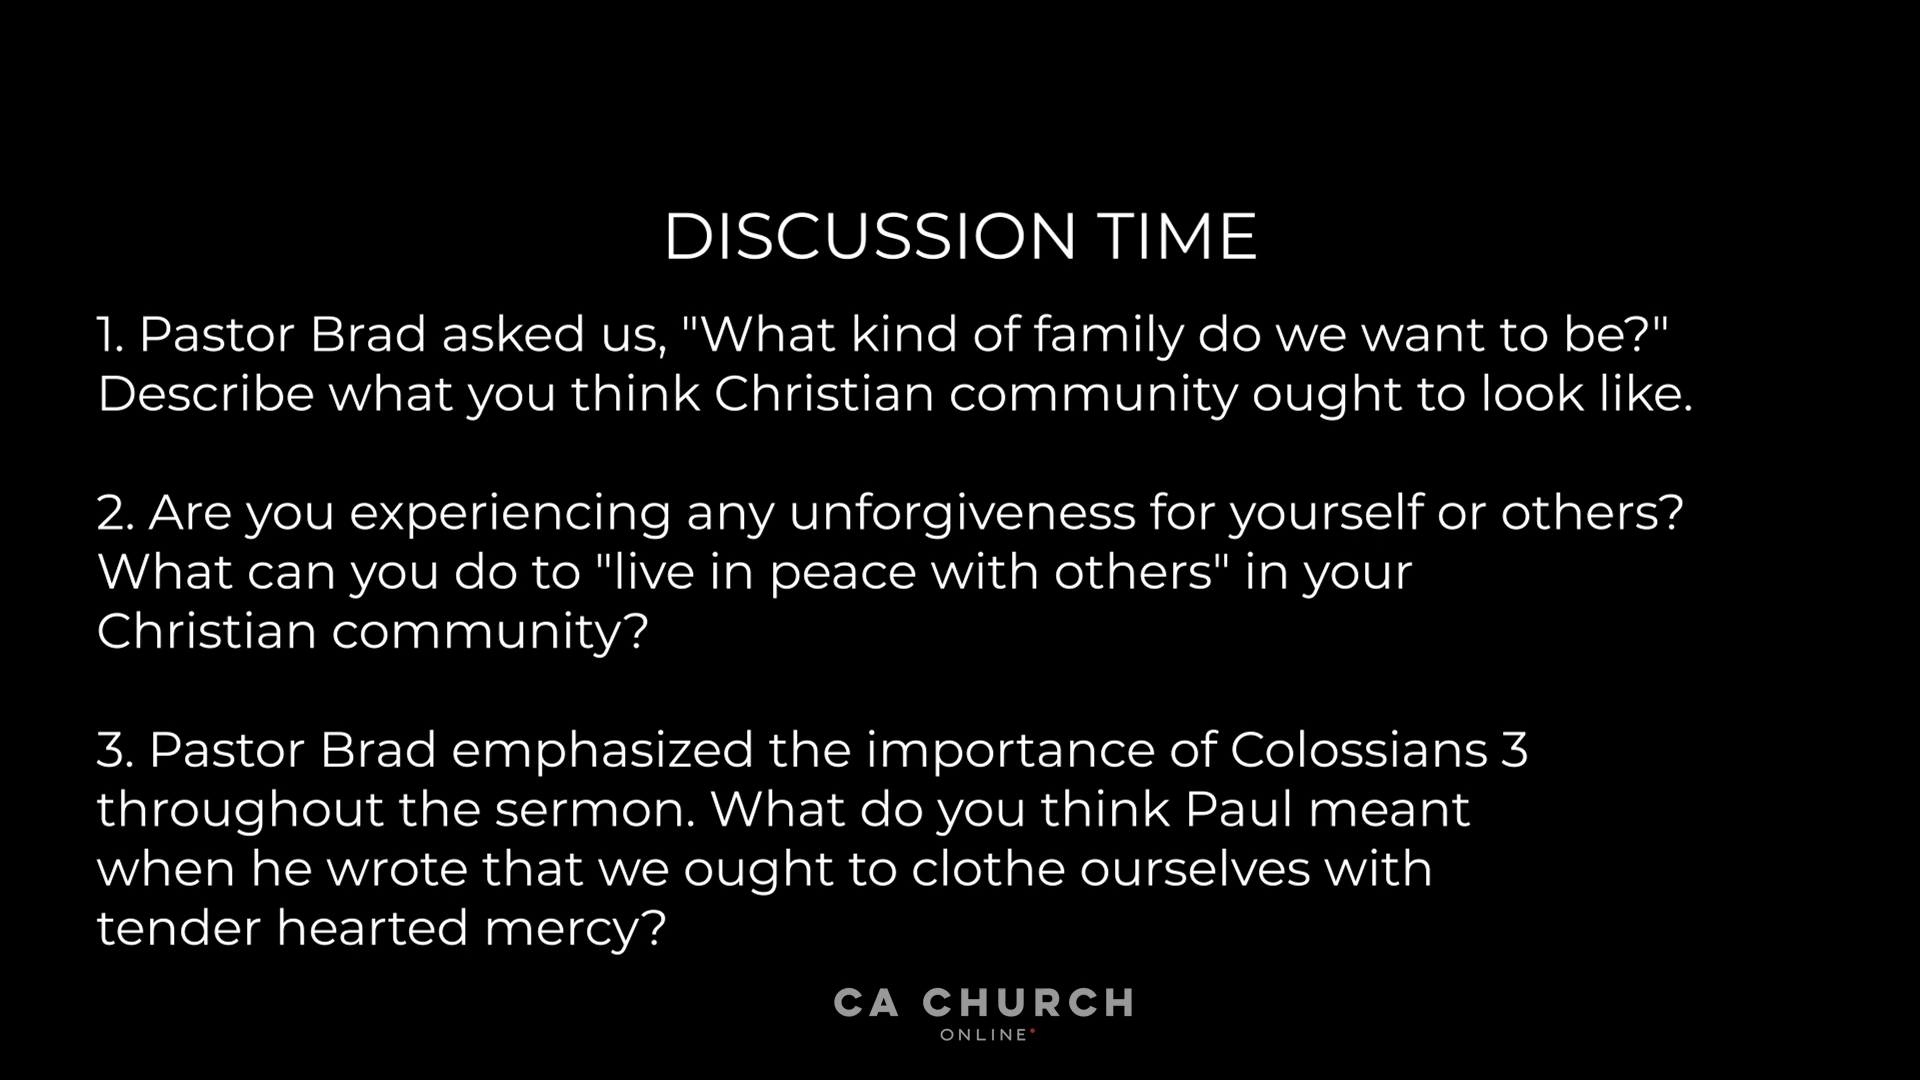 DISCUSSION TIME
1. Pastor Brad asked us, "What kind of family do we want to be?"
Describe what you think Christian community ought to look like.
2. Are you experiencing any unforgiveness for yourself or others?
What can you do to "live in peace with others" in your
Christian community?
3. Pastor Brad emphasized the importance of Colossians 3
throughout the sermon. What do you think Paul meant
when he wrote that we ought to clothe ourselves with
tender hearted mercy?
CA CHURCH
ONLINE*